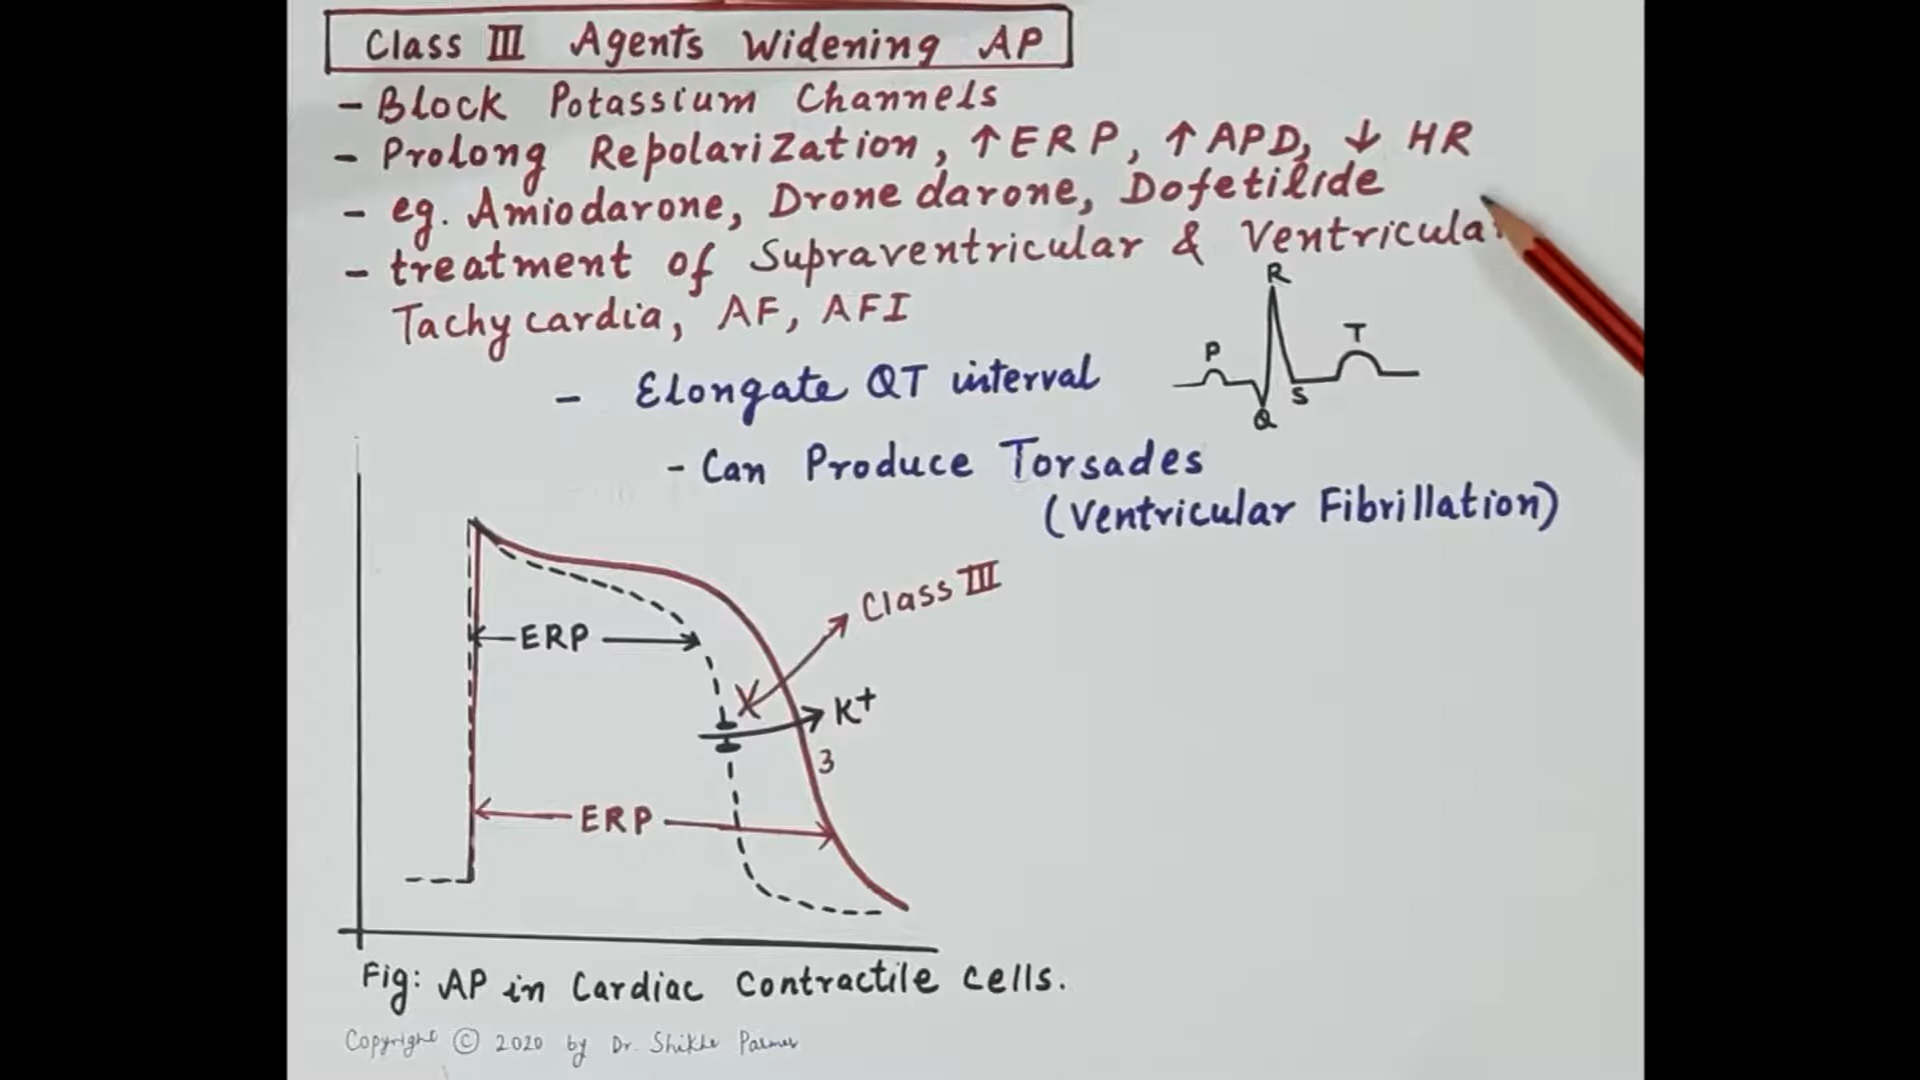 Class III Agents Widening AP
- Block Potassium Channels
- Prolong Repolarization, ↑ ERP, ↑ APD, ↓ HR
- eg. Amiodarone, Dronedarone, Dofetilide
- treatment of Supraventricular & Ventricular
Tachycardia, AF, AFI
R
P
T
Q
S
- Elongate QT interval
- Can Produce Torsades
(Ventricular Fibrillation)
Class III
ERP
K+
3
ERP
Fig: AP in Cardiac Contractile cells.
Copyright © 2020 by Dr. Shikha Parmar